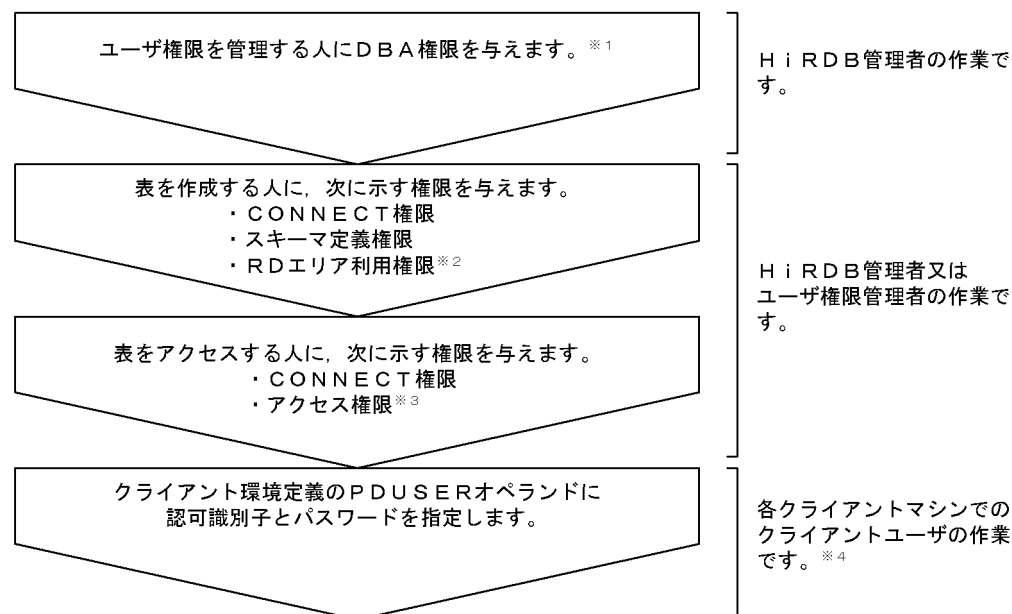 ユーザ権限を管理する人にＤＢＡ権限を与えます。※１
ＨｉＲＤＢ管理者の作業で
す。
表を作成する人に，次に示す権限を与えます。
・ＣＯＮＮＥＣＴ権限
・スキーマ定義権限
・ＲＤエリア利用権限※２
ＨｉＲＤＢ管理者又は
ユーザ権限管理者の作業で
す。
表をアクセスする人に，次に示す権限を与えます。
・ＣＯＮＮＥＣＴ権限
・アクセス権限※３
クライアント環境定義のＰＤＵＳＥＲオペランドに
認可識別子とパスワードを指定します。
各クライアントマシンでの
クライアントユーザの作業
です。※４